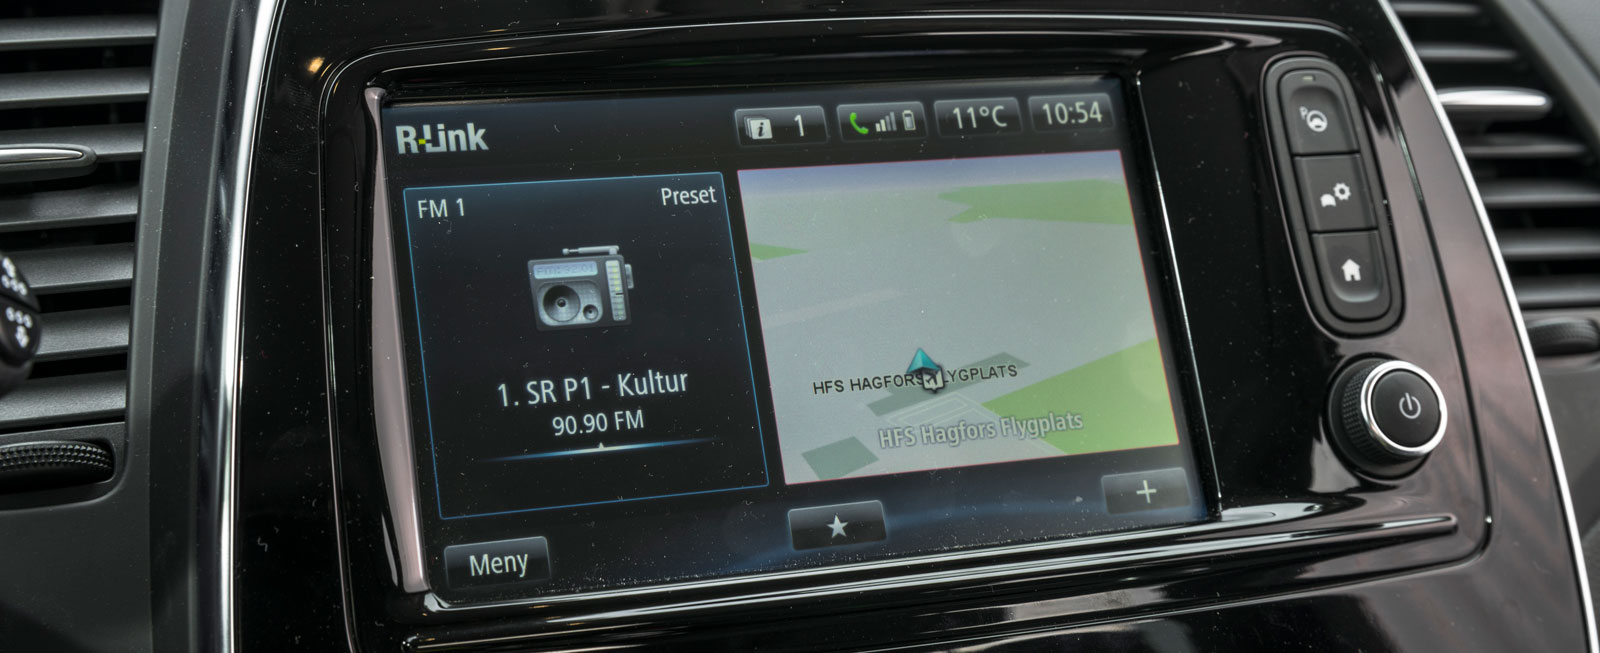 R-Link
1
11°C
10:54
FM 1
Preset
1. SR P1 - Kultur
90.90 FM
HFS HAGFORS FLYGPLATS
HFS Hagfors Flygplats
Meny